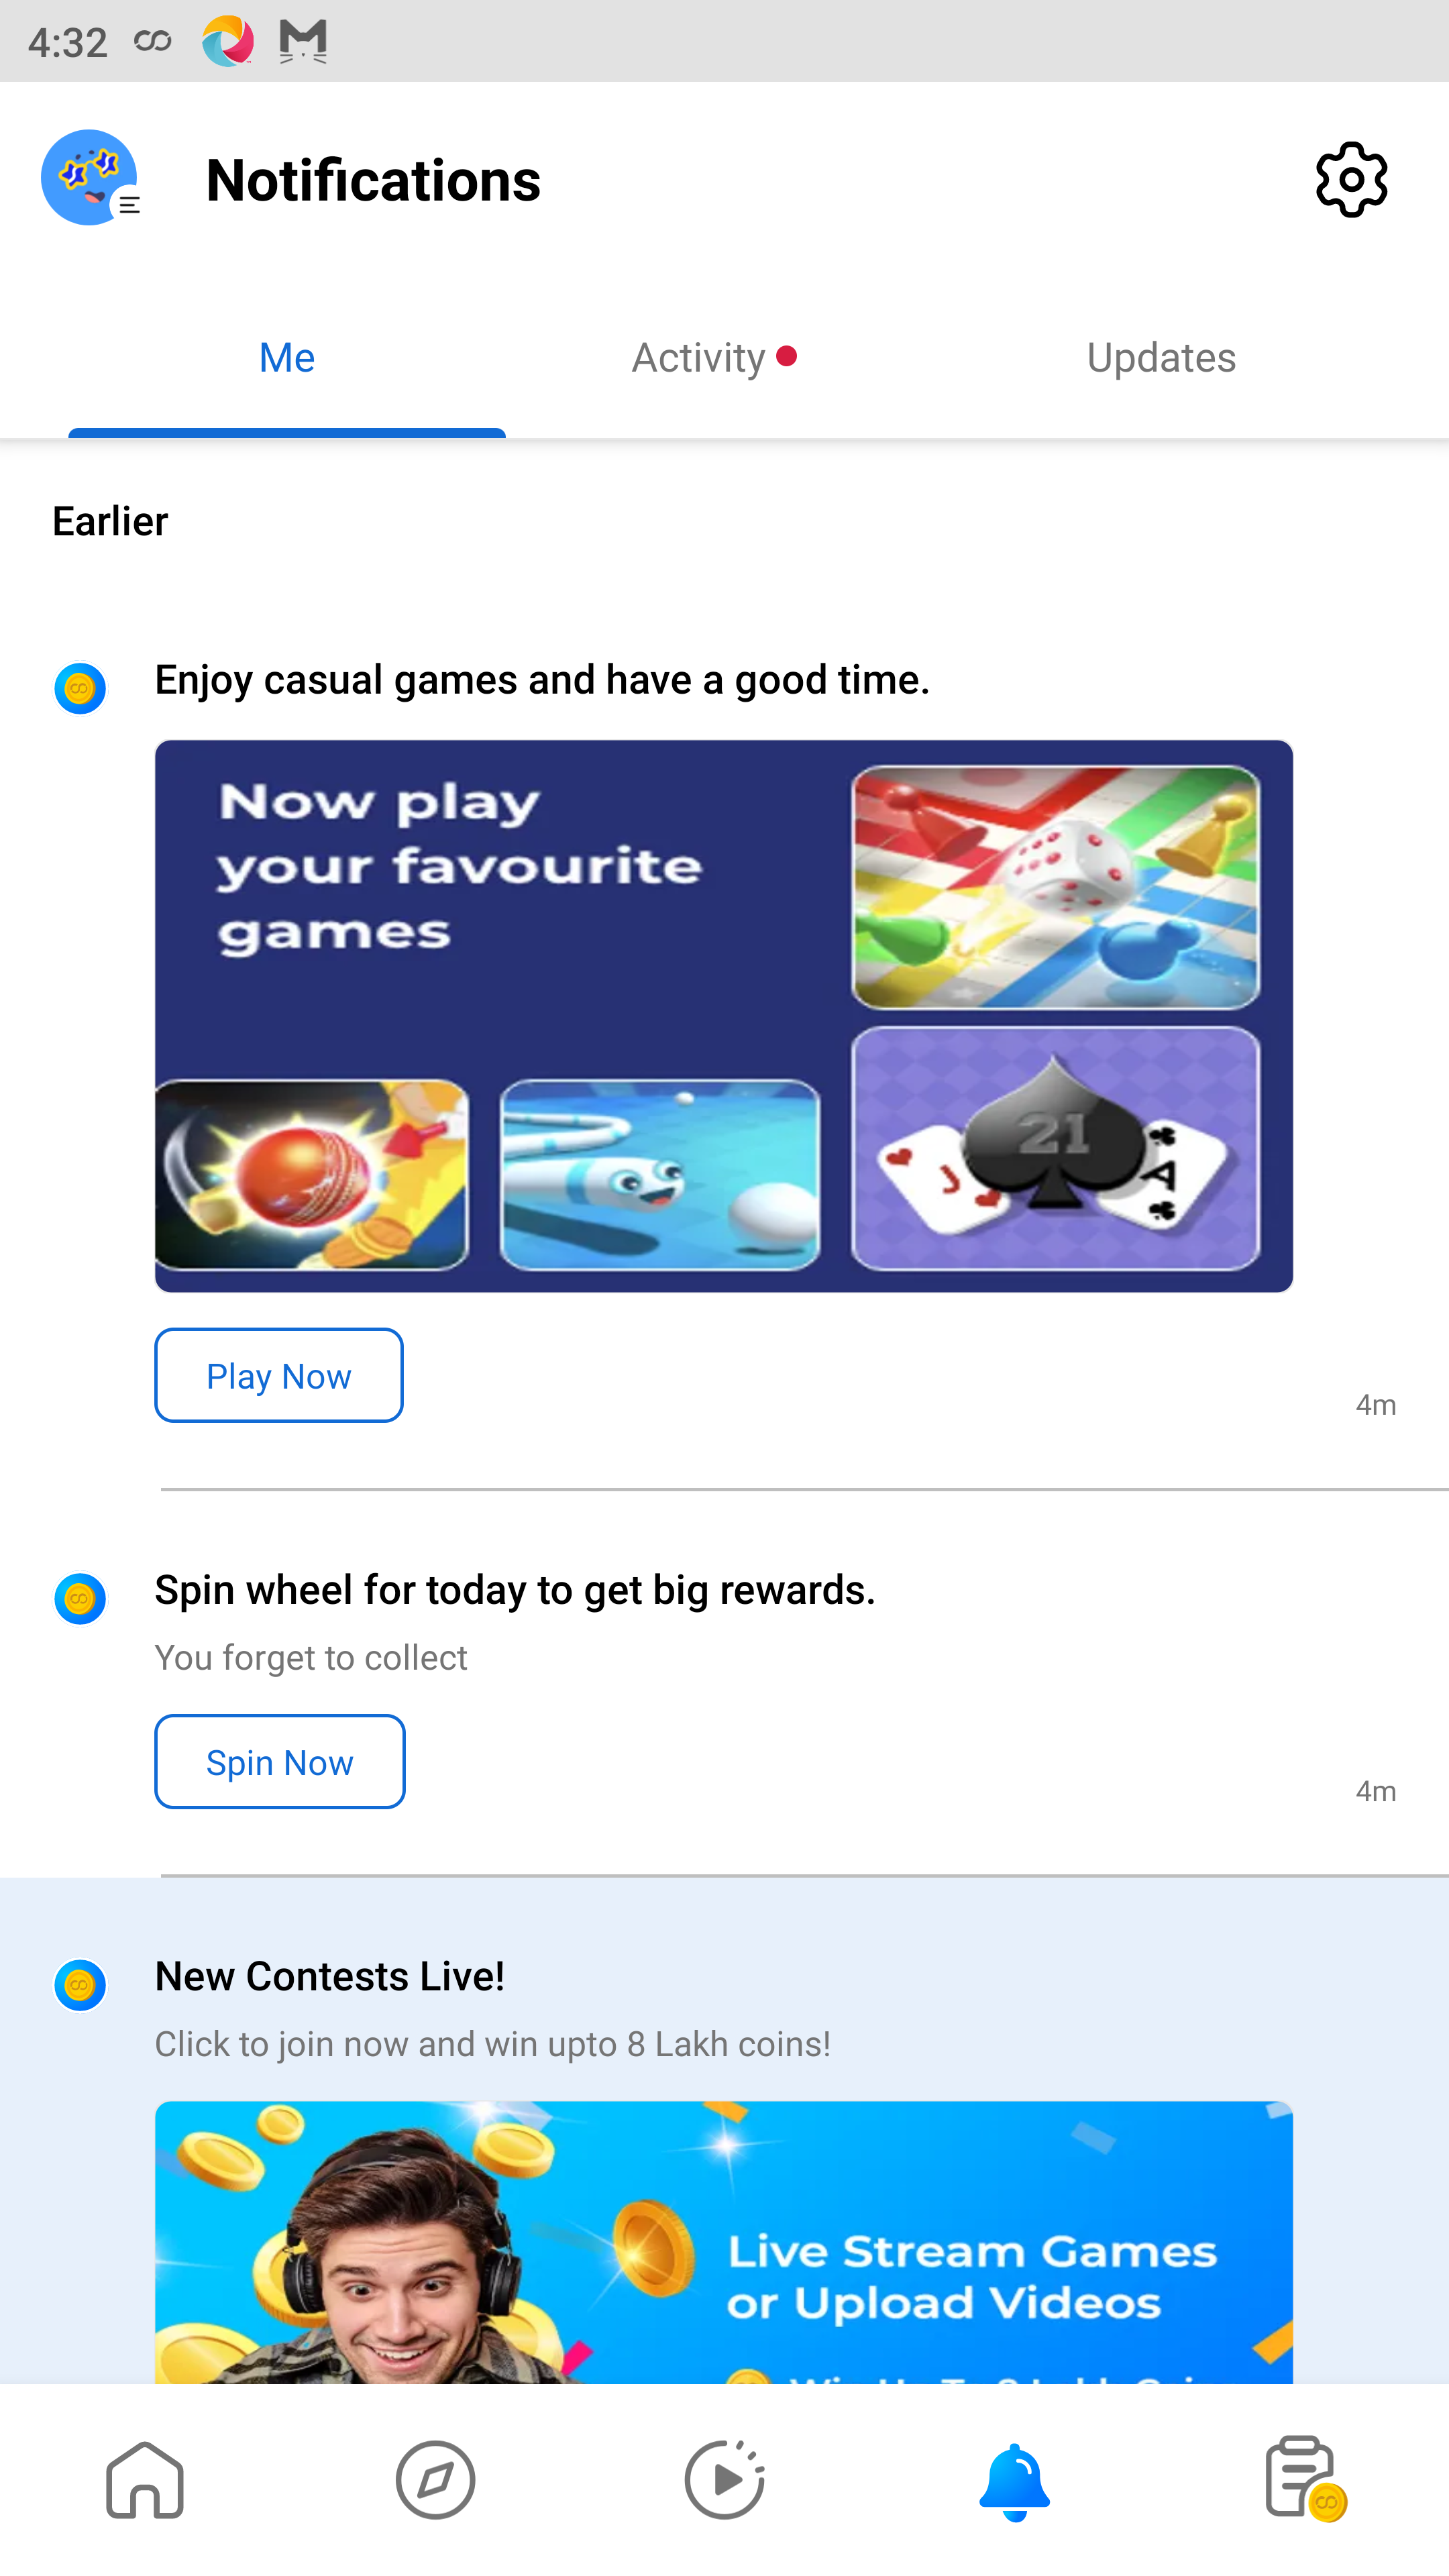 4:32
Notifications
Me
Activity
Updates
Earlier
Enjoy casual games and have a good time.
Now play
your favourite
games
21
J
A
Play Now
4m
Spin wheel for today to get big rewards.
You forget to collect
Spin Now
4m
New Contests Live!
Click to join now and win upto 8 Lakh coins!
Live Stream Games
or Upload Videos